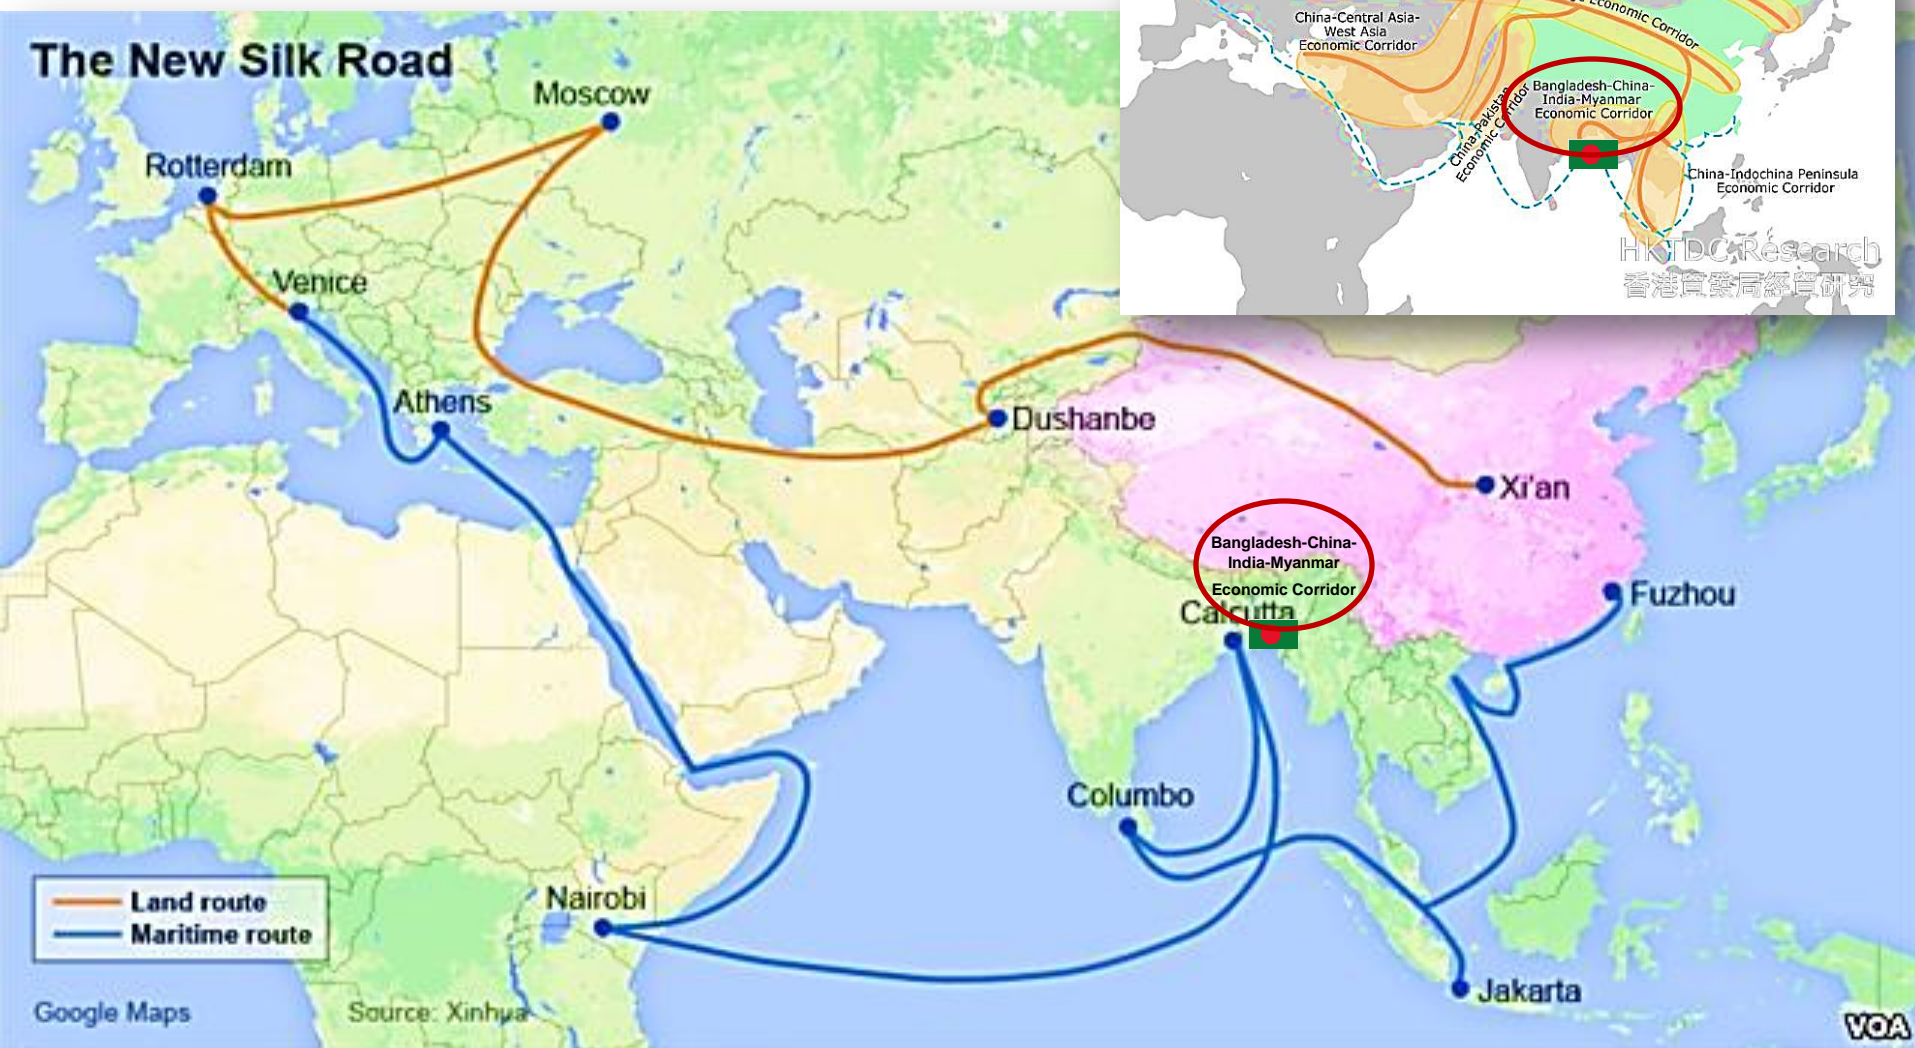 The New Silk Road
Moscow
Rotterdam
Venice
Athens
Dushanbe
Xi'an
Bangladesh-China-
India-Myanmar
Economic Corridor
Calcutta
Fuzhou
Columbo
Nairobi
Jakarta
Land route
Maritime route
Google Maps
Source: Xinhua
VOA
China-Central Asia-
West Asia
Economic Corridor
Economic Corridor
Bangladesh-China-
India-Myanmar
Economic Corridor
China-Pakistan
Economic Corridor
China-Indochina Peninsula
Economic Corridor
HKTDC Research
香港貿發局經貿研究